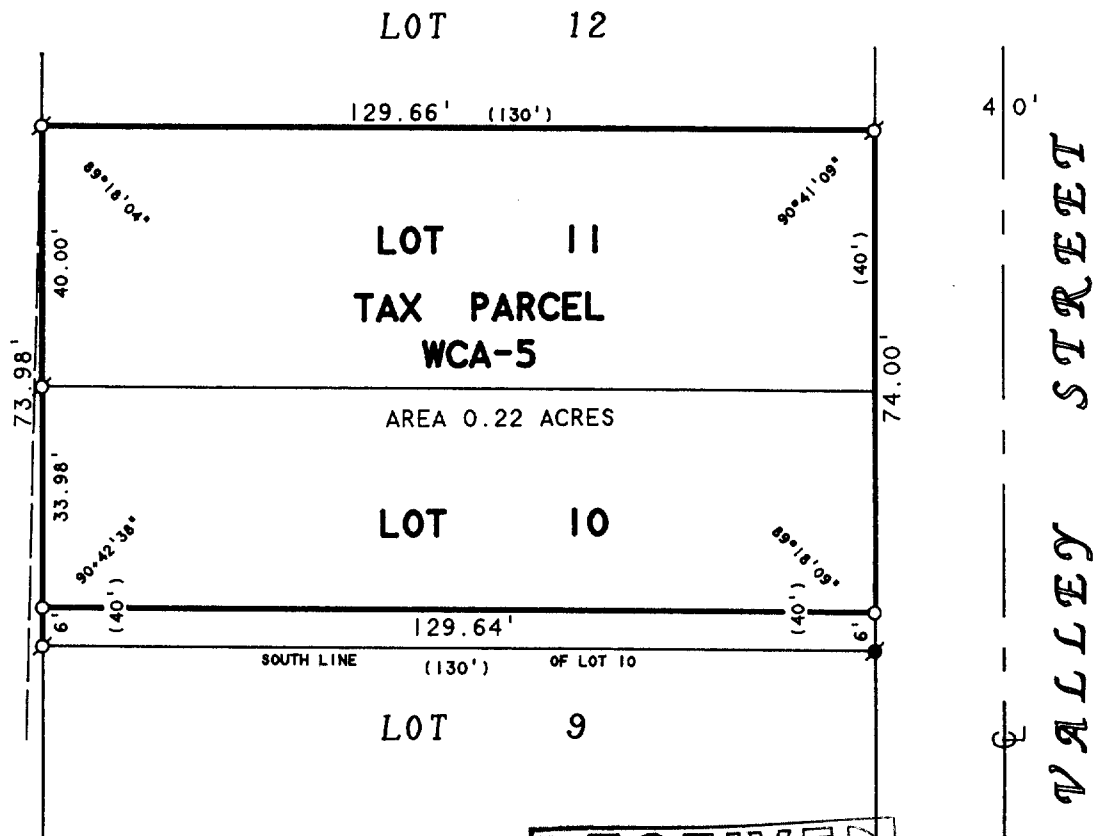 LOT 12
129.66' (130')
40'
89°18'04"
90°41'09"
LOT 11
40.00'
(40')
TAX PARCEL
WCA-5
73.98'
74.00'
AREA 0.22 ACRES
33.98'
LOT 10
90°42'38"
89°18'09"
6'
(40')
129.64'
(40')
6'
SOUTH LINE (130') OF LOT 10
LOT 9
VALLEY STREET